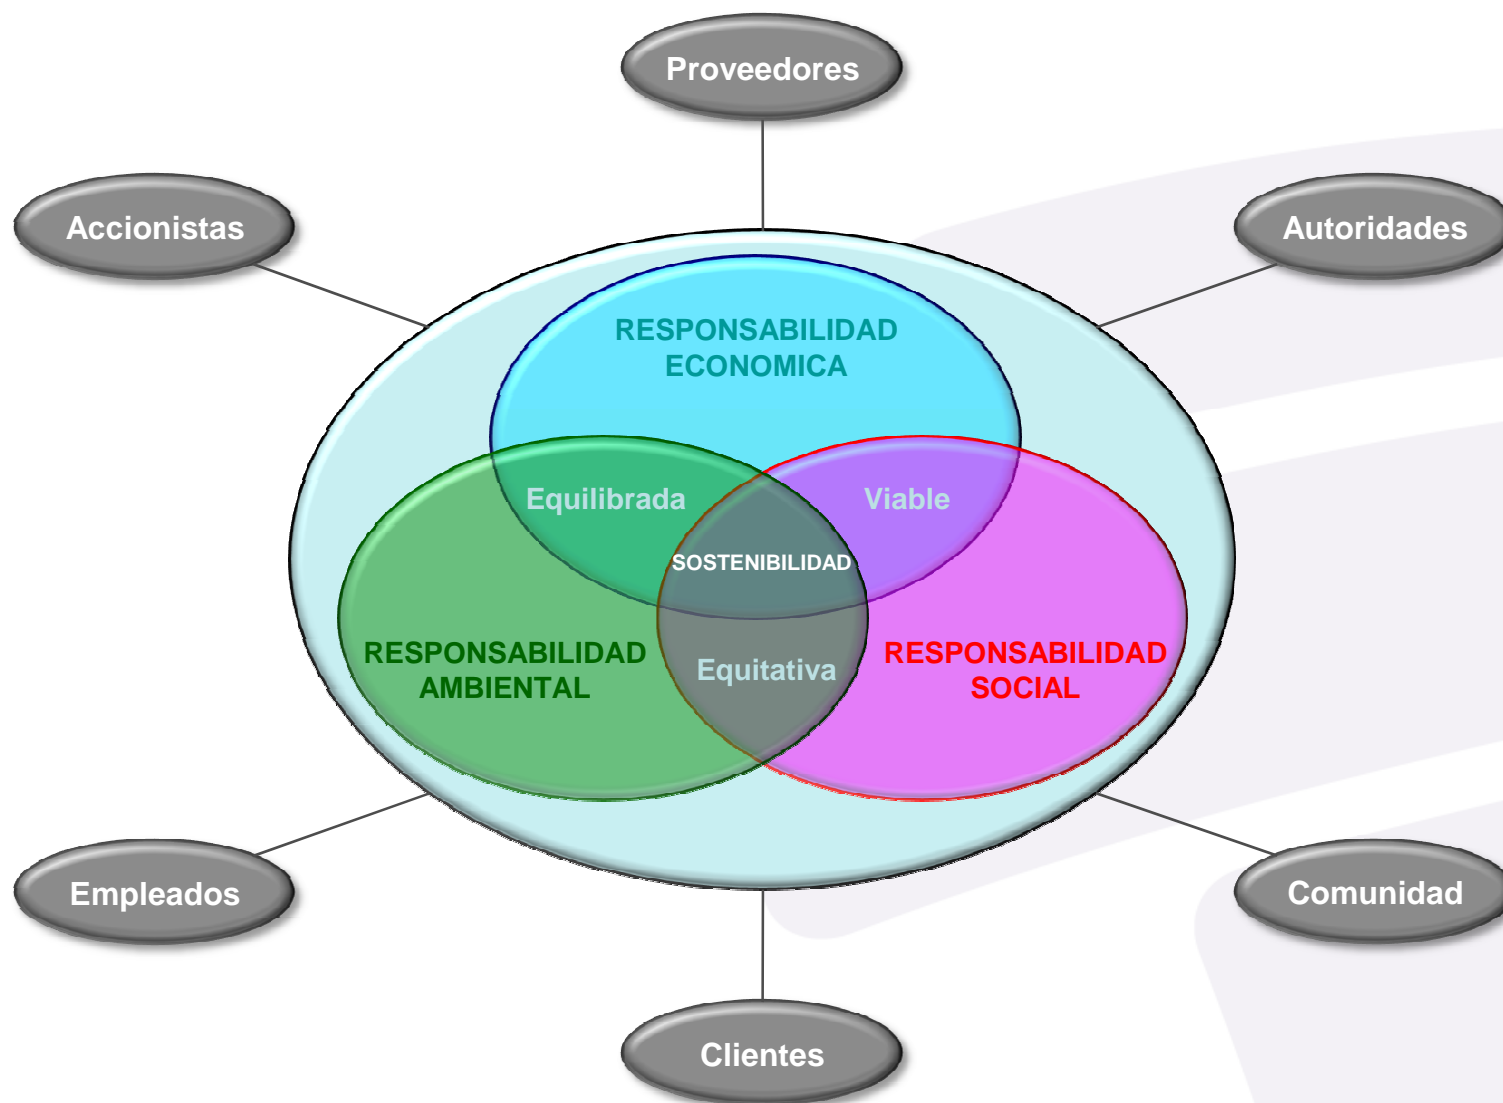 Proveedores
Accionistas
Autoridades
RESPONSABILIDAD
ECONOMICA
Equilibrada
Viable
SOSTENIBILIDAD
RESPONSABILIDAD
AMBIENTAL
Equitativa
RESPONSABILIDAD
SOCIAL
Empleados
Comunidad
Clientes